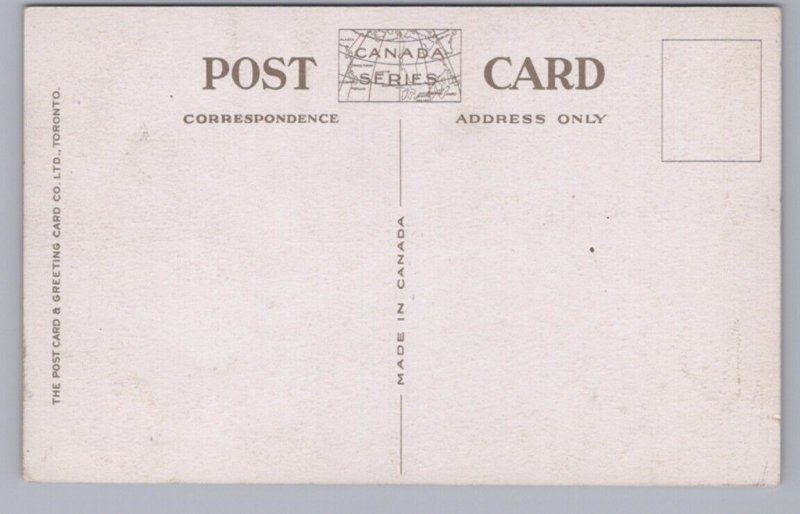 POST CANADA SERIES CARD
CORRESPONDENCE ADDRESS ONLY
THE POST CARD & GREETING CARD CO. LTD., TORONTO.
MADE IN CANADA